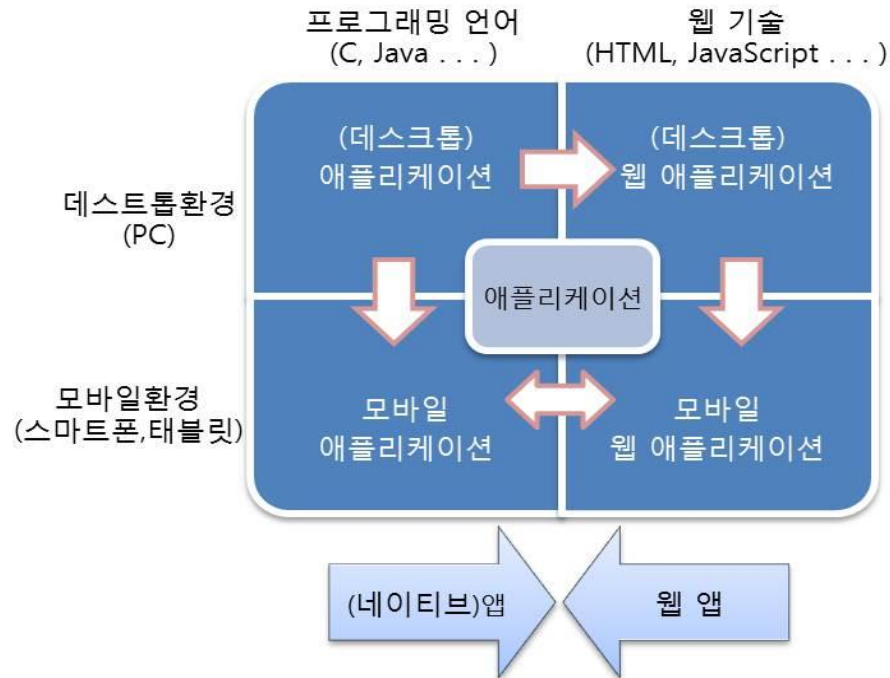 프로그래밍 언어
(C, Java . . . )
웹 기술
(HTML, JavaScript . . . )
데스트톱환경
(PC)
(데스크톱)
애플리케이션
(데스크톱)
웹 애플리케이션
애플리케이션
모바일환경
(스마트폰,태블릿)
모바일
애플리케이션
모바일
웹 애플리케이션
(네이티브)앱
웹 앱